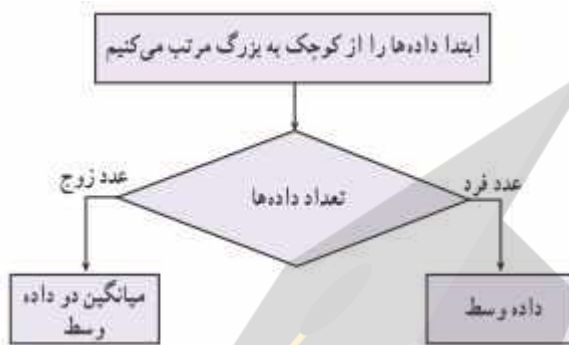 ابتدا داده‌ها را از کوچک به بزرگ مرتب می‌کنیم
عدد فرد
عدد زوج
تعداد داده‌ها
داده وسط
میانگین دو داده
وسط